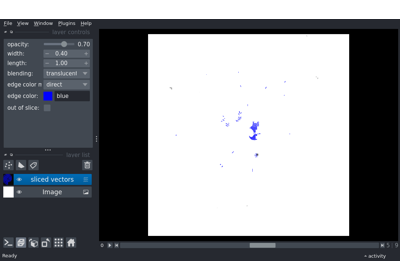 File View Window Plugins Help
layer controls
opacity: 0.70
width: 0.40
length: 1.00
blending: translucent
edge color m direct
edge color: blue
out of slice:
layer list
sliced vectors
Image
0
Ready
activity